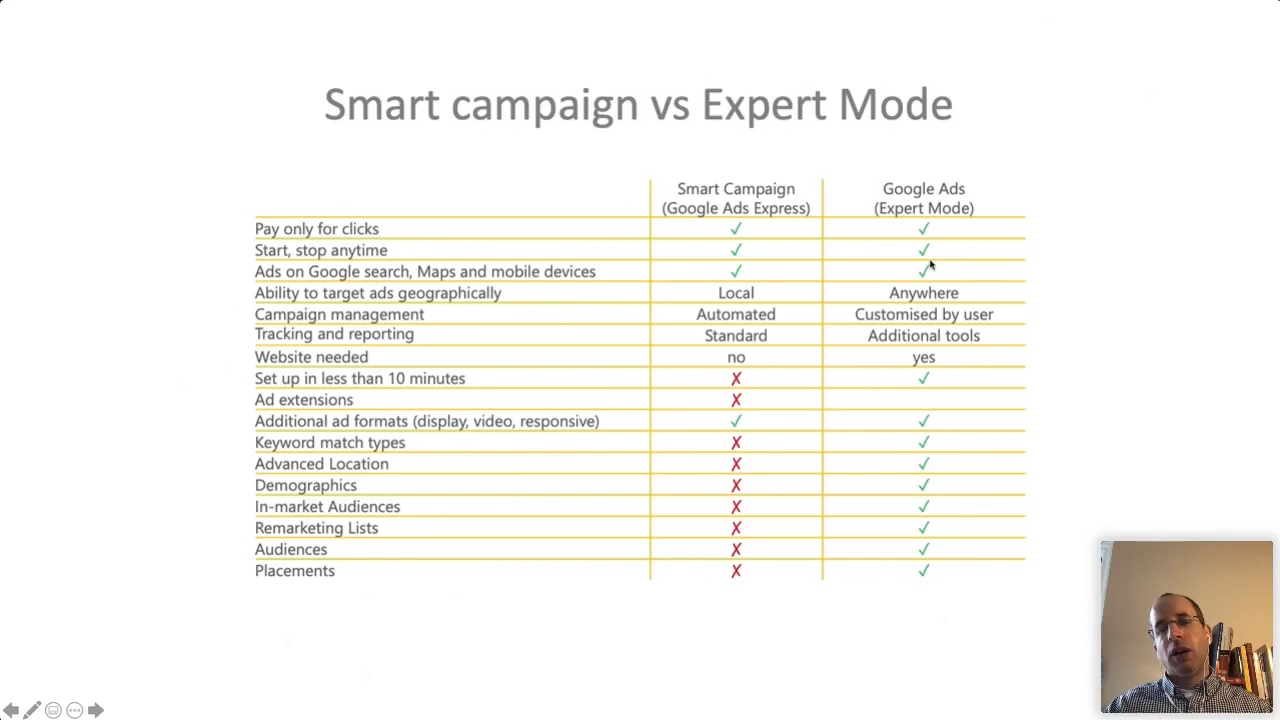 Smart campaign vs Expert Mode
Smart Campaign (Google Ads Express) Google Ads (Expert Mode)
Pay only for clicks ✓ ✓
Start, stop anytime ✓ ✓
Ads on Google search, Maps and mobile devices ✓ ✓
Ability to target ads geographically Local Anywhere
Campaign management Automated Customised by user
Tracking and reporting Standard Additional tools
Website needed no yes
Set up in less than 10 minutes ✗ ✓
Ad extensions ✗
Additional ad formats (display, video, responsive) ✓ ✓
Keyword match types ✗ ✓
Advanced Location ✗ ✓
Demographics ✗ ✓
In-market Audiences ✗ ✓
Remarketing Lists ✗ ✓
Audiences ✗ ✓
Placements ✗ ✓